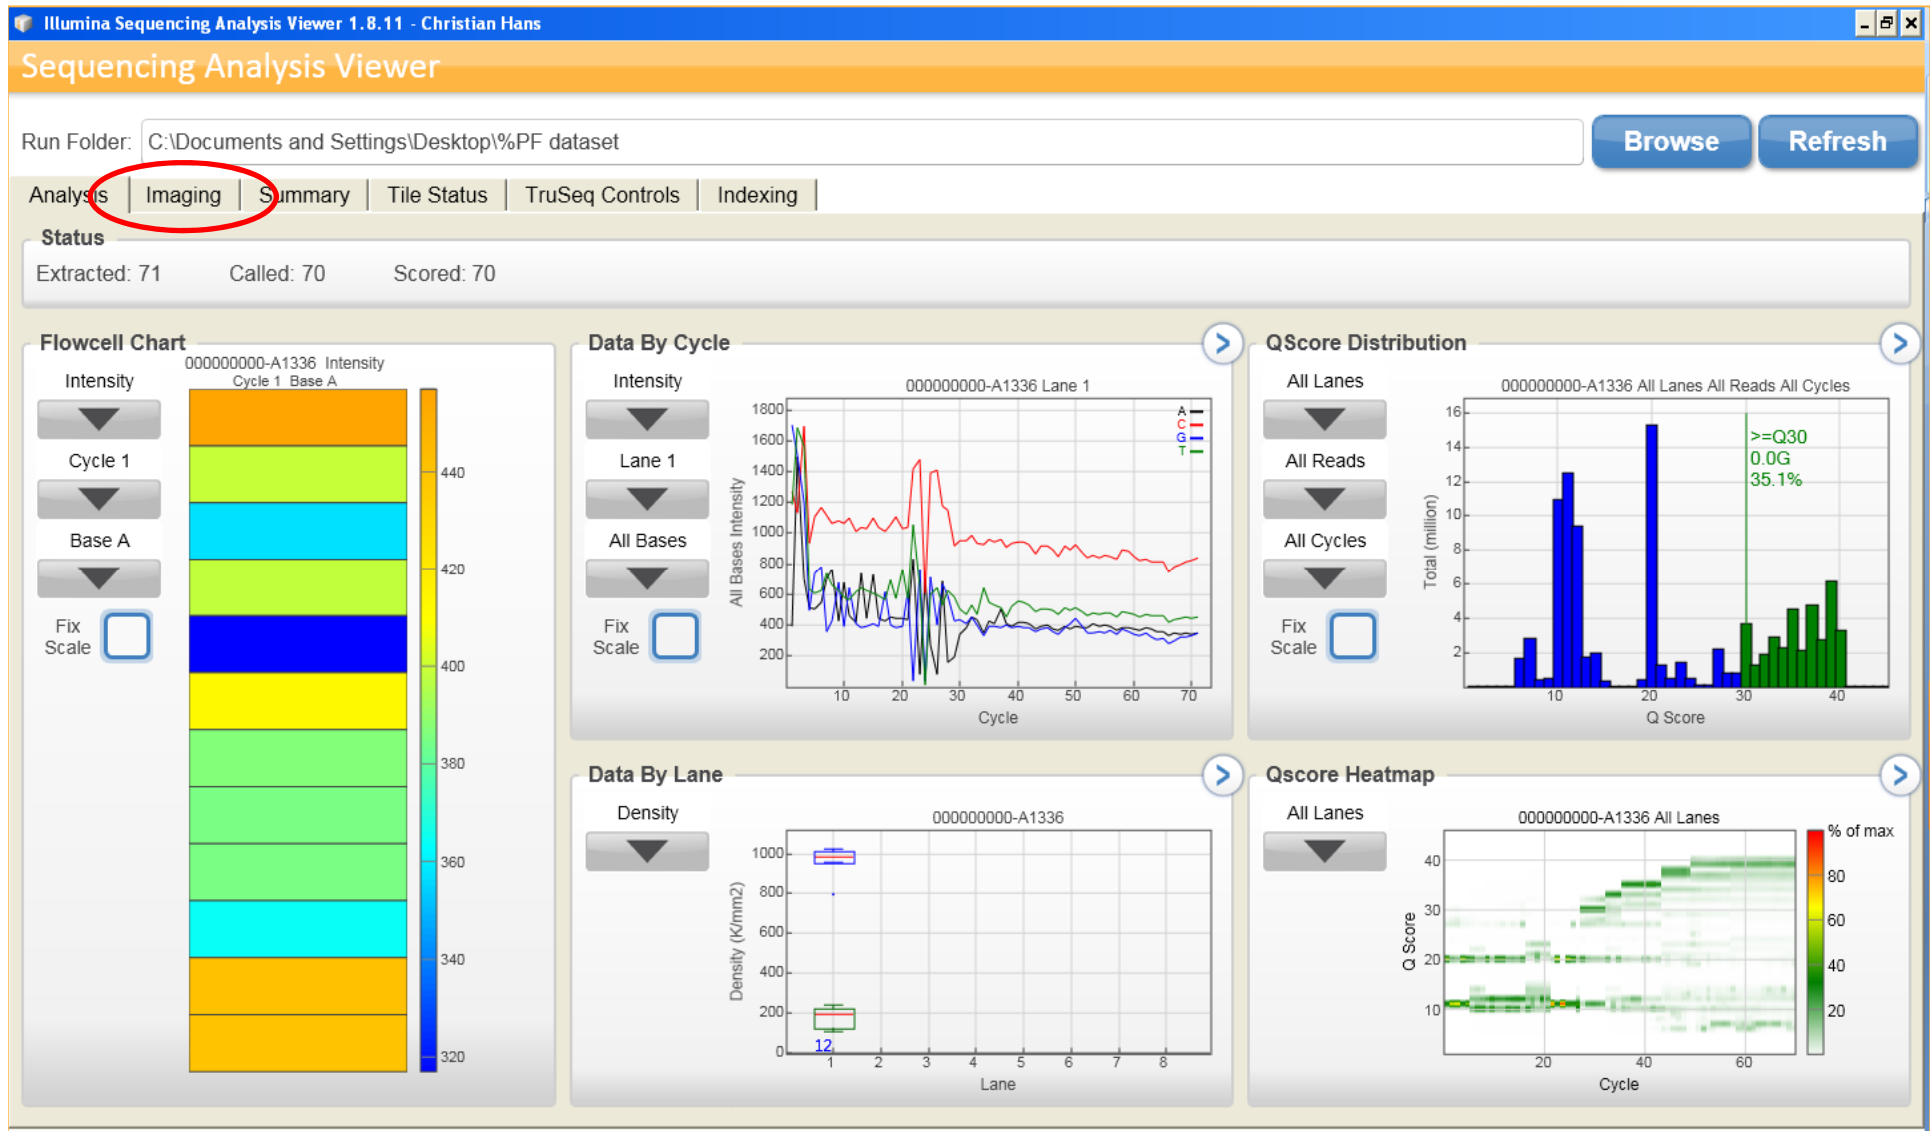 Illumina Sequencing Analysis Viewer 1.8.11 - Christian Hans
Sequencing Analysis Viewer
Run Folder: C:\Documents and Settings\Desktop\%PF dataset
Browse Refresh
Analysis Imaging Summary Tile Status TruSeq Controls Indexing
Status
Extracted: 71 Called: 70 Scored: 70
Flowcell Chart
000000000-A1336 Intensity
Cycle 1 Base A
Intensity
Cycle 1
Base A
Fix
Scale
440
420
400
380
360
340
320
Data By Cycle
Intensity
Lane 1
All Bases
Fix
Scale
000000000-A1336 Lane 1
All Bases Intensity
1800
1600
1400
1200
1000
800
600
400
200
A
C
G
T
10 20 30 40 50 60 70
Cycle
QScore Distribution
All Lanes
All Reads
All Cycles
Fix
Scale
000000000-A1336 All Lanes All Reads All Cycles
Total (million)
16
14
12
10
8
6
4
2
>=Q30
0.0G
35.1%
10 20 30 40
Q Score
Data By Lane
Density
000000000-A1336
Density (K/mm2)
1000
800
600
400
200
0
12
1 2 3 4 5 6 7 8
Lane
Qscore Heatmap
All Lanes
000000000-A1336 All Lanes
Q Score
40
30
20
10
20 40 60
Cycle
% of max
80
60
40
20